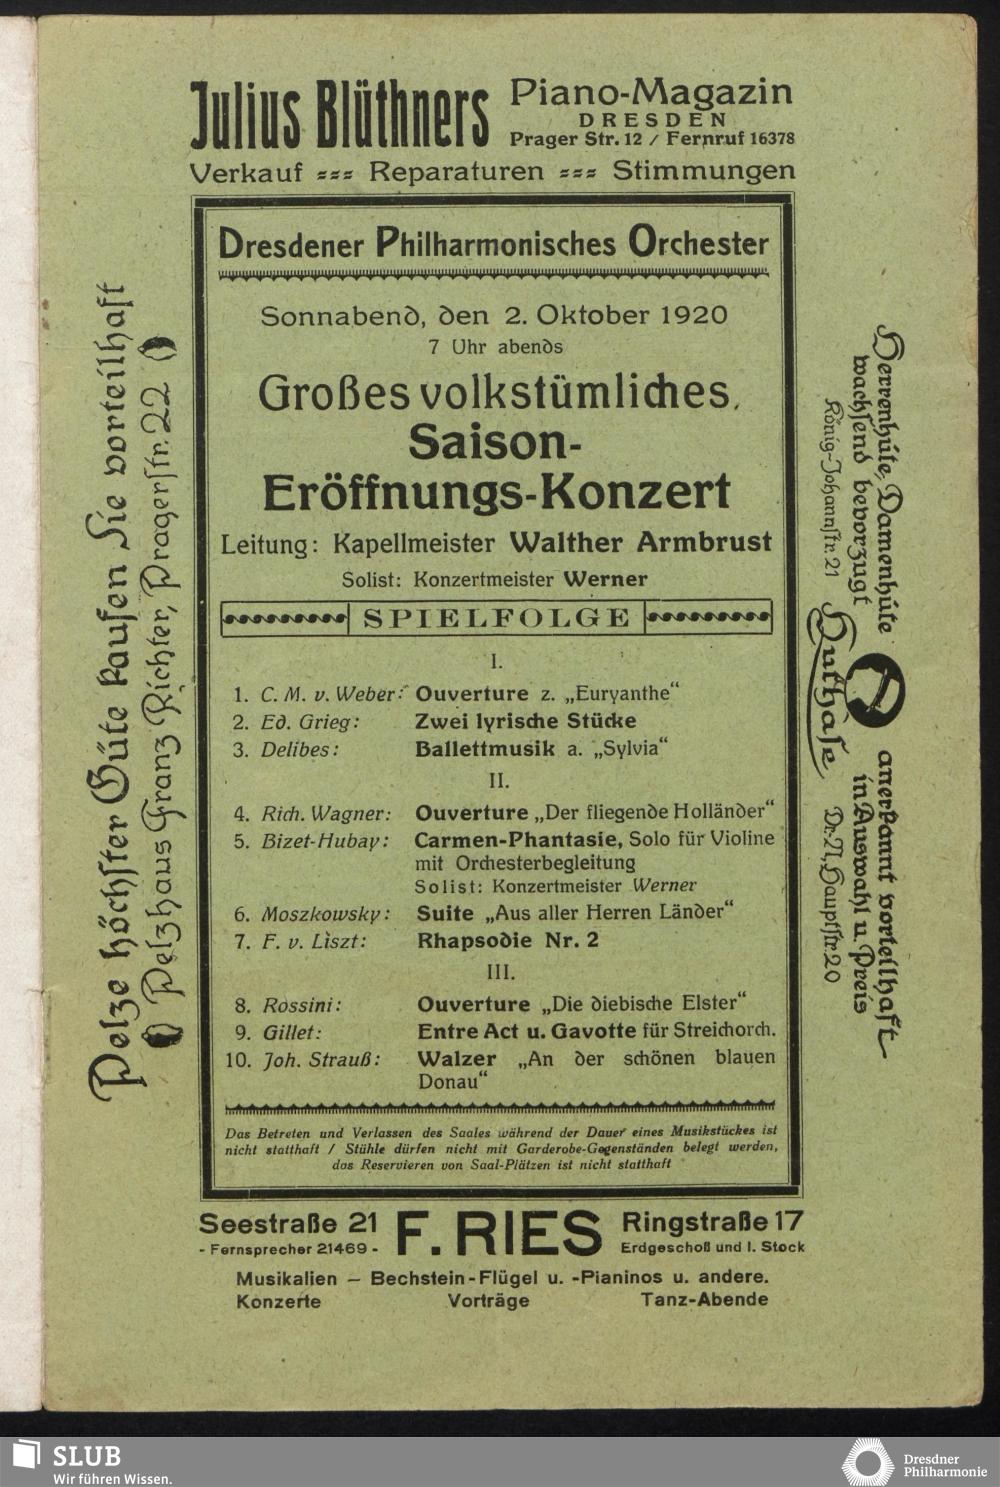 Julius Blüthners
Piano-Magazin
DRESDEN
Prager Str. 12 / Fernruf 16378
Verkauf === Reparaturen === Stimmungen
Dresdener Philharmonisches Orchester
Sonnabend, den 2. Oktober 1920
7 Uhr abends
Großes volkstümliches
Saison-
Eröffnungs-Konzert
Leitung: Kapellmeister Walther Armbrust
Solist: Konzertmeister Werner
SPIELFOLGE
I.
1. C. M. v. Weber: Ouverture z. „Euryanthe“
2. Ed. Grieg: Zwei lyrische Stücke
3. Delibes: Ballettmusik a. „Sylvia“
II.
4. Rich. Wagner: Ouverture „Der fliegende Holländer“
5. Bizet-Hubay: Carmen-Phantasie, Solo für Violine
mit Orchesterbegleitung
Solist: Konzertmeister Werner
6. Moszkowsky: Suite „Aus aller Herren Länder“
7. F. v. Liszt: Rhapsodie Nr. 2
III.
8. Rossini: Ouverture „Die diebische Elster“
9. Gillet: Entre Act u. Gavotte für Streichorch.
10. Joh. Strauß: Walzer „An der schönen blauen
Donau“
Das Betreten und Verlassen des Saales während der Dauer eines Musikstückes ist
nicht statthaft / Stühle dürfen nicht mit Garderobe-Gegenständen belegt werden,
das Reservieren von Saal-Plätzen ist nicht statthaft
Seestraße 21
- Fernsprecher 21469 -
F. RIES
Ringstraße 17
Erdgeschoß und I. Stock
Musikalien – Bechstein-Flügel u. -Pianinos u. andere.
Konzerte Vorträge Tanz-Abende
Pelze höchster Güte kaufen Sie vorteilhaft
Pelzhaus Franz Richter, Pragerstr. 22
Herrenhüte, Damenhüte
wachsend bevorzugt
König-Johannstr. 21
Huthase
anerkannt vorteilhaft
in Auswahl u. Preis
Dr.-N., Hauptstr. 20
SLUB
Wir führen Wissen.
Dresdner
Philharmonie